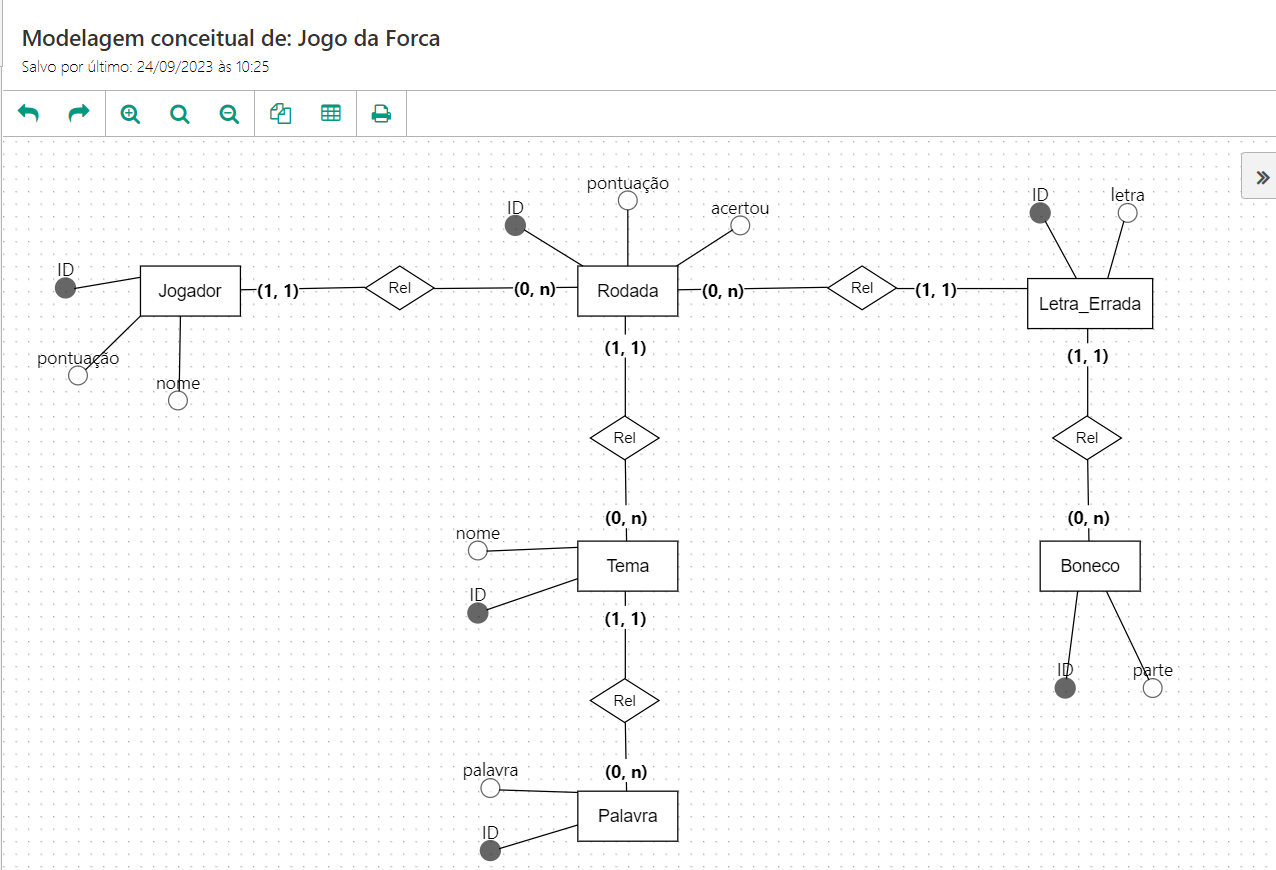 Modelagem conceitual de: Jogo da Forca
Salvo por último: 24/09/2023 às 10:25
pontuação
ID
acertou
ID
letra
ID
Jogador
(1, 1)
Rel
(0, n)
Rodada
(0, n)
Rel
(1, 1)
Letra_Errada
pontuação
nome
(1, 1)
(1, 1)
Rel
Rel
(0, n)
(0, n)
nome
Tema
ID
Boneco
(1, 1)
ID
parte
Rel
(0, n)
palavra
Palavra
ID